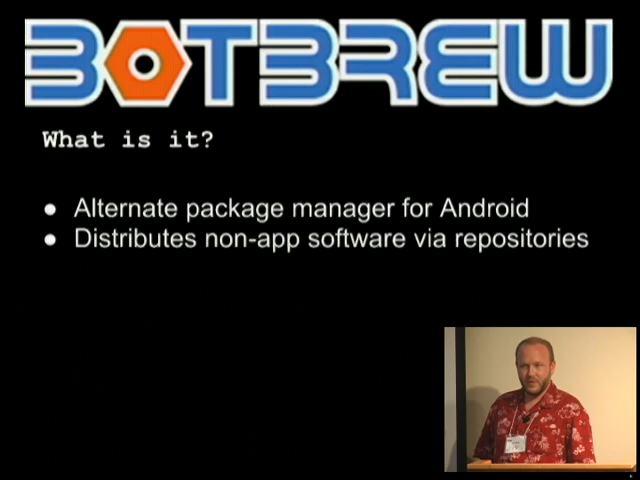 BOTBREW
What is it?
● Alternate package manager for Android
● Distributes non-app software via repositories